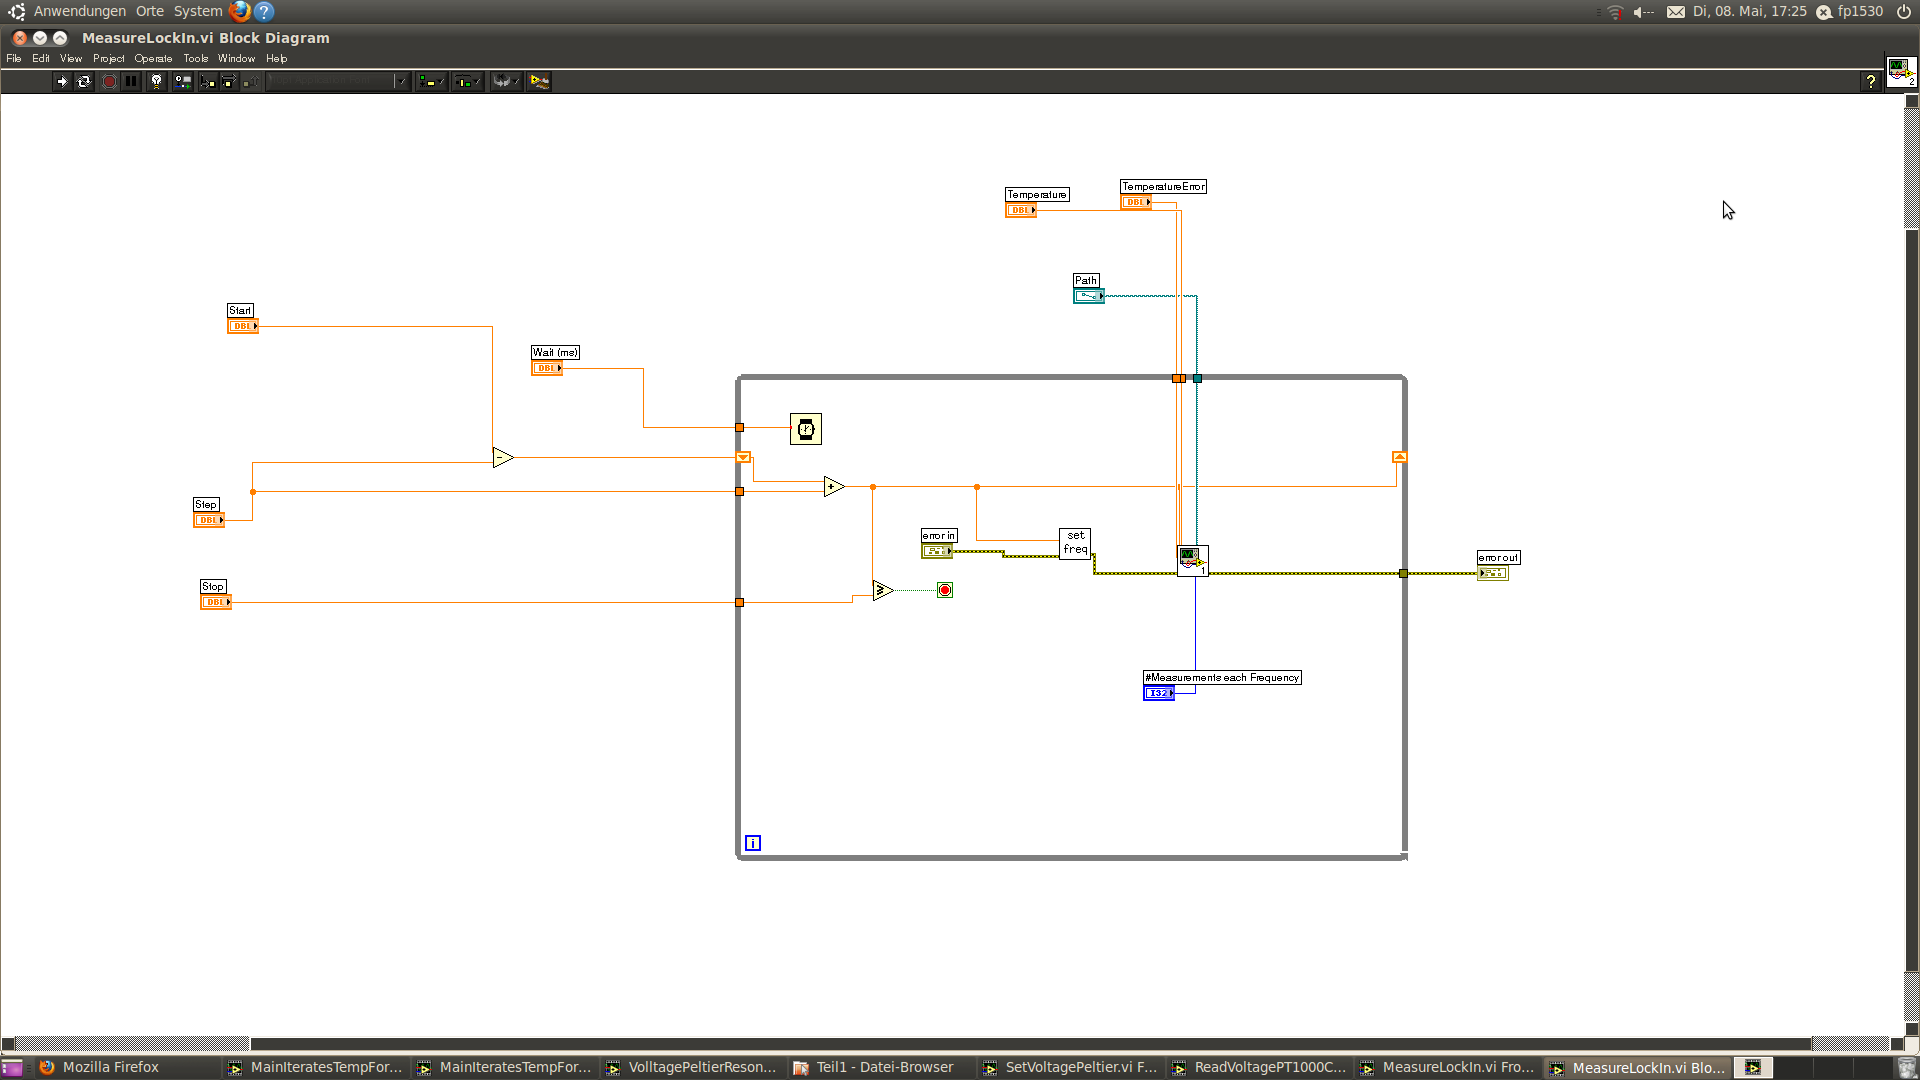 Anwendungen Orte System ?
Di, 08. Mai, 17:25 fp1530
MeasureLockIn.vi Block Diagram
File Edit View Project Operate Tools Window Help
?
2
TemperatureError
Temperature
DBL
DBL
Path
Start
DBL
Wait (ms)
DBL
Step
DBL
error in
set
freq
error out
1
Stop
DBL
#Measurements each Frequency
I32
i
Mozilla Firefox
MainIteratesTempFor...
MainIteratesTempFor...
VolltagePeltierReson...
Teil1 - Datei-Browser
SetVoltagePeltier.vi F...
ReadVoltagePT1000C...
MeasureLockIn.vi Fro...
MeasureLockIn.vi Blo...